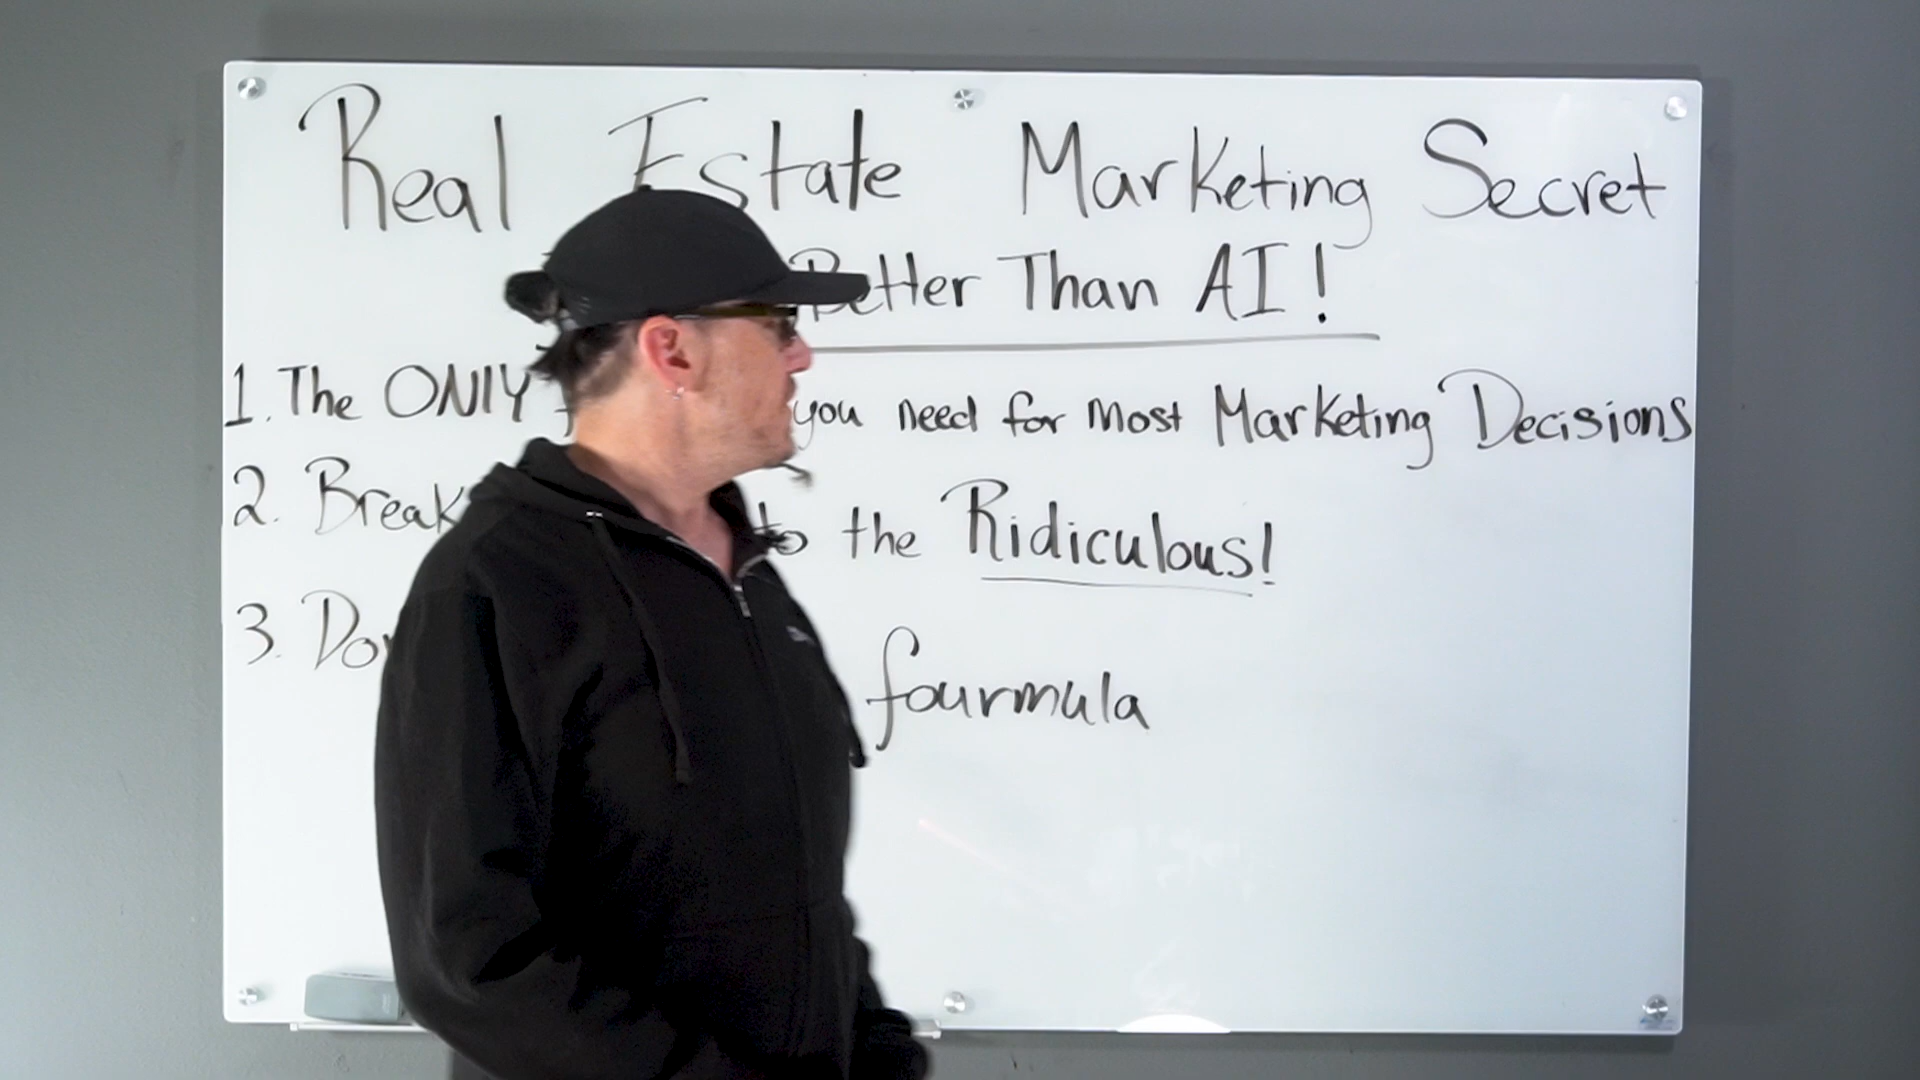 Real Estate Marketing Secret
Better Than AI!
1. The ONLY you need for Most Marketing Decisions
2. Break to the Ridiculous!
3. fourmula